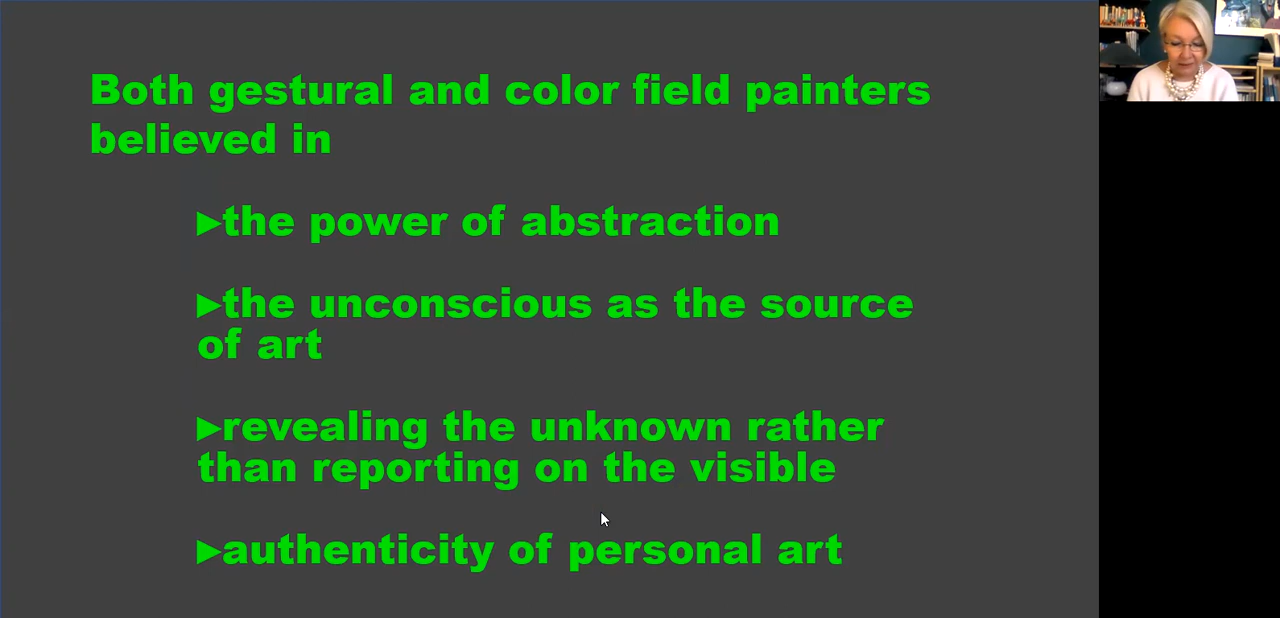 Both gestural and color field painters
believed in
►the power of abstraction
►the unconscious as the source
of art
►revealing the unknown rather
than reporting on the visible
►authenticity of personal art